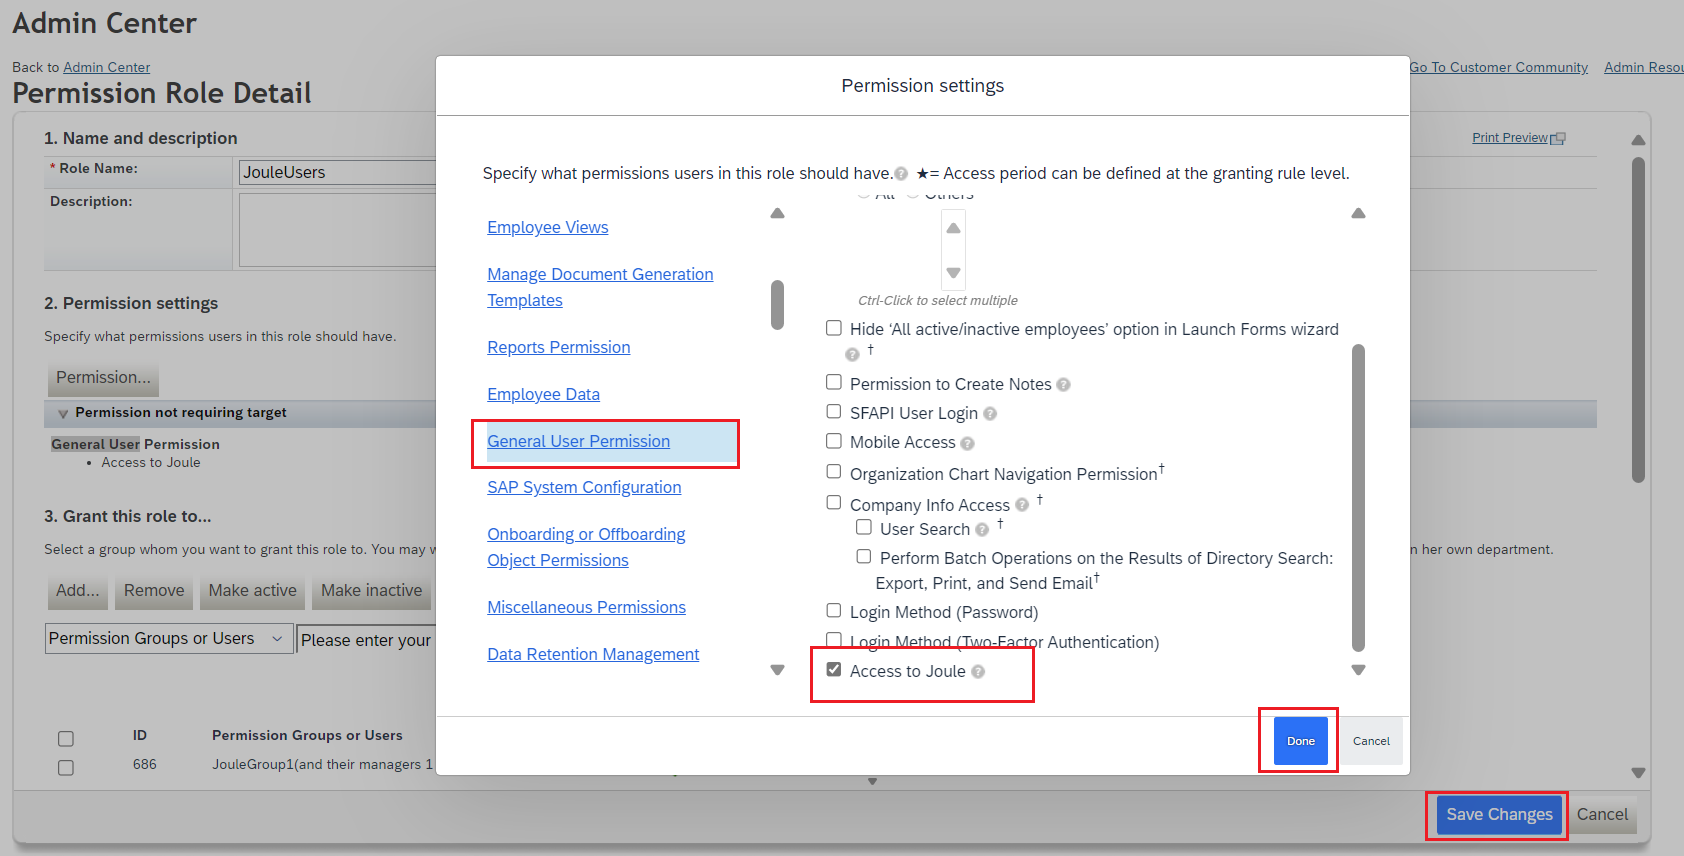 Admin Center
Back to Admin Center
Go To Customer Community Admin Resou
Permission Role Detail
1. Name and description
Print Preview
* Role Name:
JouleUsers
Description:
2. Permission settings
Specify what permissions users in this role should have.
Permission...
Permission not requiring target
General User Permission
• Access to Joule
3. Grant this role to...
Select a group whom you want to grant this role to. You may w
n her own department.
Add...
Remove
Make active
Make inactive
Permission Groups or Users
Please enter your
ID
Permission Groups or Users
686
JouleGroup1(and their managers 1
Save Changes
Cancel
Permission settings
Specify what permissions users in this role should have. ? ★= Access period can be defined at the granting rule level.
Employee Views
Manage Document Generation
Templates
Reports Permission
Employee Data
General User Permission
SAP System Configuration
Onboarding or Offboarding
Object Permissions
Miscellaneous Permissions
Data Retention Management
All Others
Ctrl-Click to select multiple
Hide ‘All active/inactive employees’ option in Launch Forms wizard
? †
Permission to Create Notes ?
SFAPI User Login ?
Mobile Access ?
Organization Chart Navigation Permission†
Company Info Access ? †
User Search ? †
Perform Batch Operations on the Results of Directory Search:
Export, Print, and Send Email†
Login Method (Password)
Login Method (Two-Factor Authentication)
Access to Joule ?
Done
Cancel